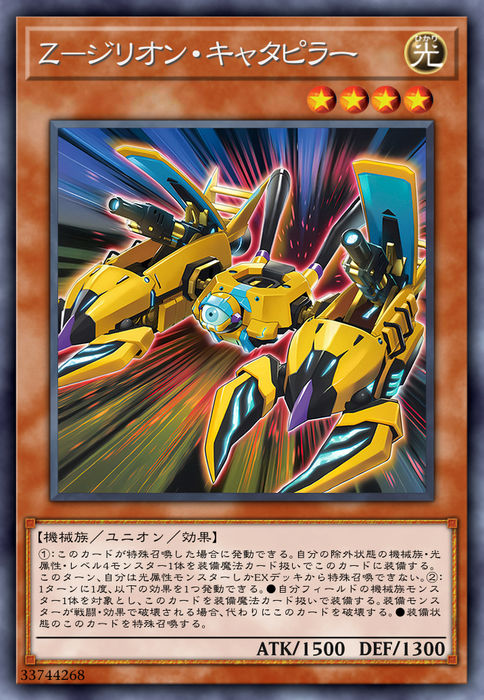 Z－ジリオン・キャタピラー
ひかり
光
【機械族／ユニオン／効果】
①：このカードが特殊召喚した場合に発動できる。自分の除外状態の機械族・光
属性・レベル4モンスター1体を装備魔法カード扱いでこのカードに装備する。
このターン、自分は光属性モンスターしかEXデッキから特殊召喚できない。②：
1ターンに1度、以下の効果を1つ発動できる。●自分フィールドの機械族モンス
ター1体を対象とし、このカードを装備魔法カード扱いで装備する。装備モンス
ターが戦闘・効果で破壊される場合、代わりにこのカードを破壊する。●装備状
態のこのカードを特殊召喚する。
ATK/1500 DEF/1300
33744268